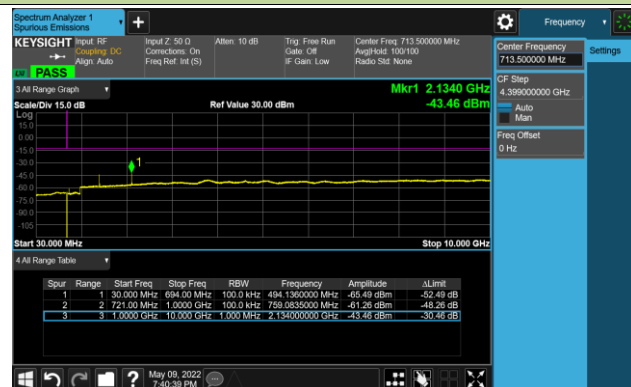 Spectrum Analyzer 1
Spurious Emissions
+
Frequency
KEYSIGHT
Input: RF
Coupling: DC
Align: Auto
Input Z: 50 Ω
Corrections: On
Freq Ref: Int (S)
Atten: 10 dB
Trig: Free Run
Gate: Off
IF Gain: Low
Center Freq: 713.500000 MHz
Avg|Hold: 100/100
Radio Std: None
PASS
Center Frequency
713.500000 MHz
Settings
CF Step
4.399000000 GHz
Auto
Man
Freq Offset
0 Hz
3 All Range Graph
Mkr1 2.1340 GHz
Scale/Div 15.0 dB
Ref Value 30.00 dBm
-43.46 dBm
Log
15.0
0.00
-15.0
-30.0
-45.0
-60.0
-75.0
-90.0
-105
1
Start 30.000 MHz
Stop 10.000 GHz
4 All Range Table
Spur Range Start Freq Stop Freq RBW Frequency Amplitude ΔLimit
1 1 30.000 MHz 694.00 MHz 100.0 kHz 494.1360000 MHz -65.49 dBm -52.49 dB
2 2 721.00 MHz 1.0000 GHz 100.0 kHz 759.0835000 MHz -61.26 dBm -48.26 dB
3 3 1.0000 GHz 10.000 GHz 1.000 MHz 2.134000000 GHz -43.46 dBm -30.46 dB
?
May 09, 2022
7:40:39 PM